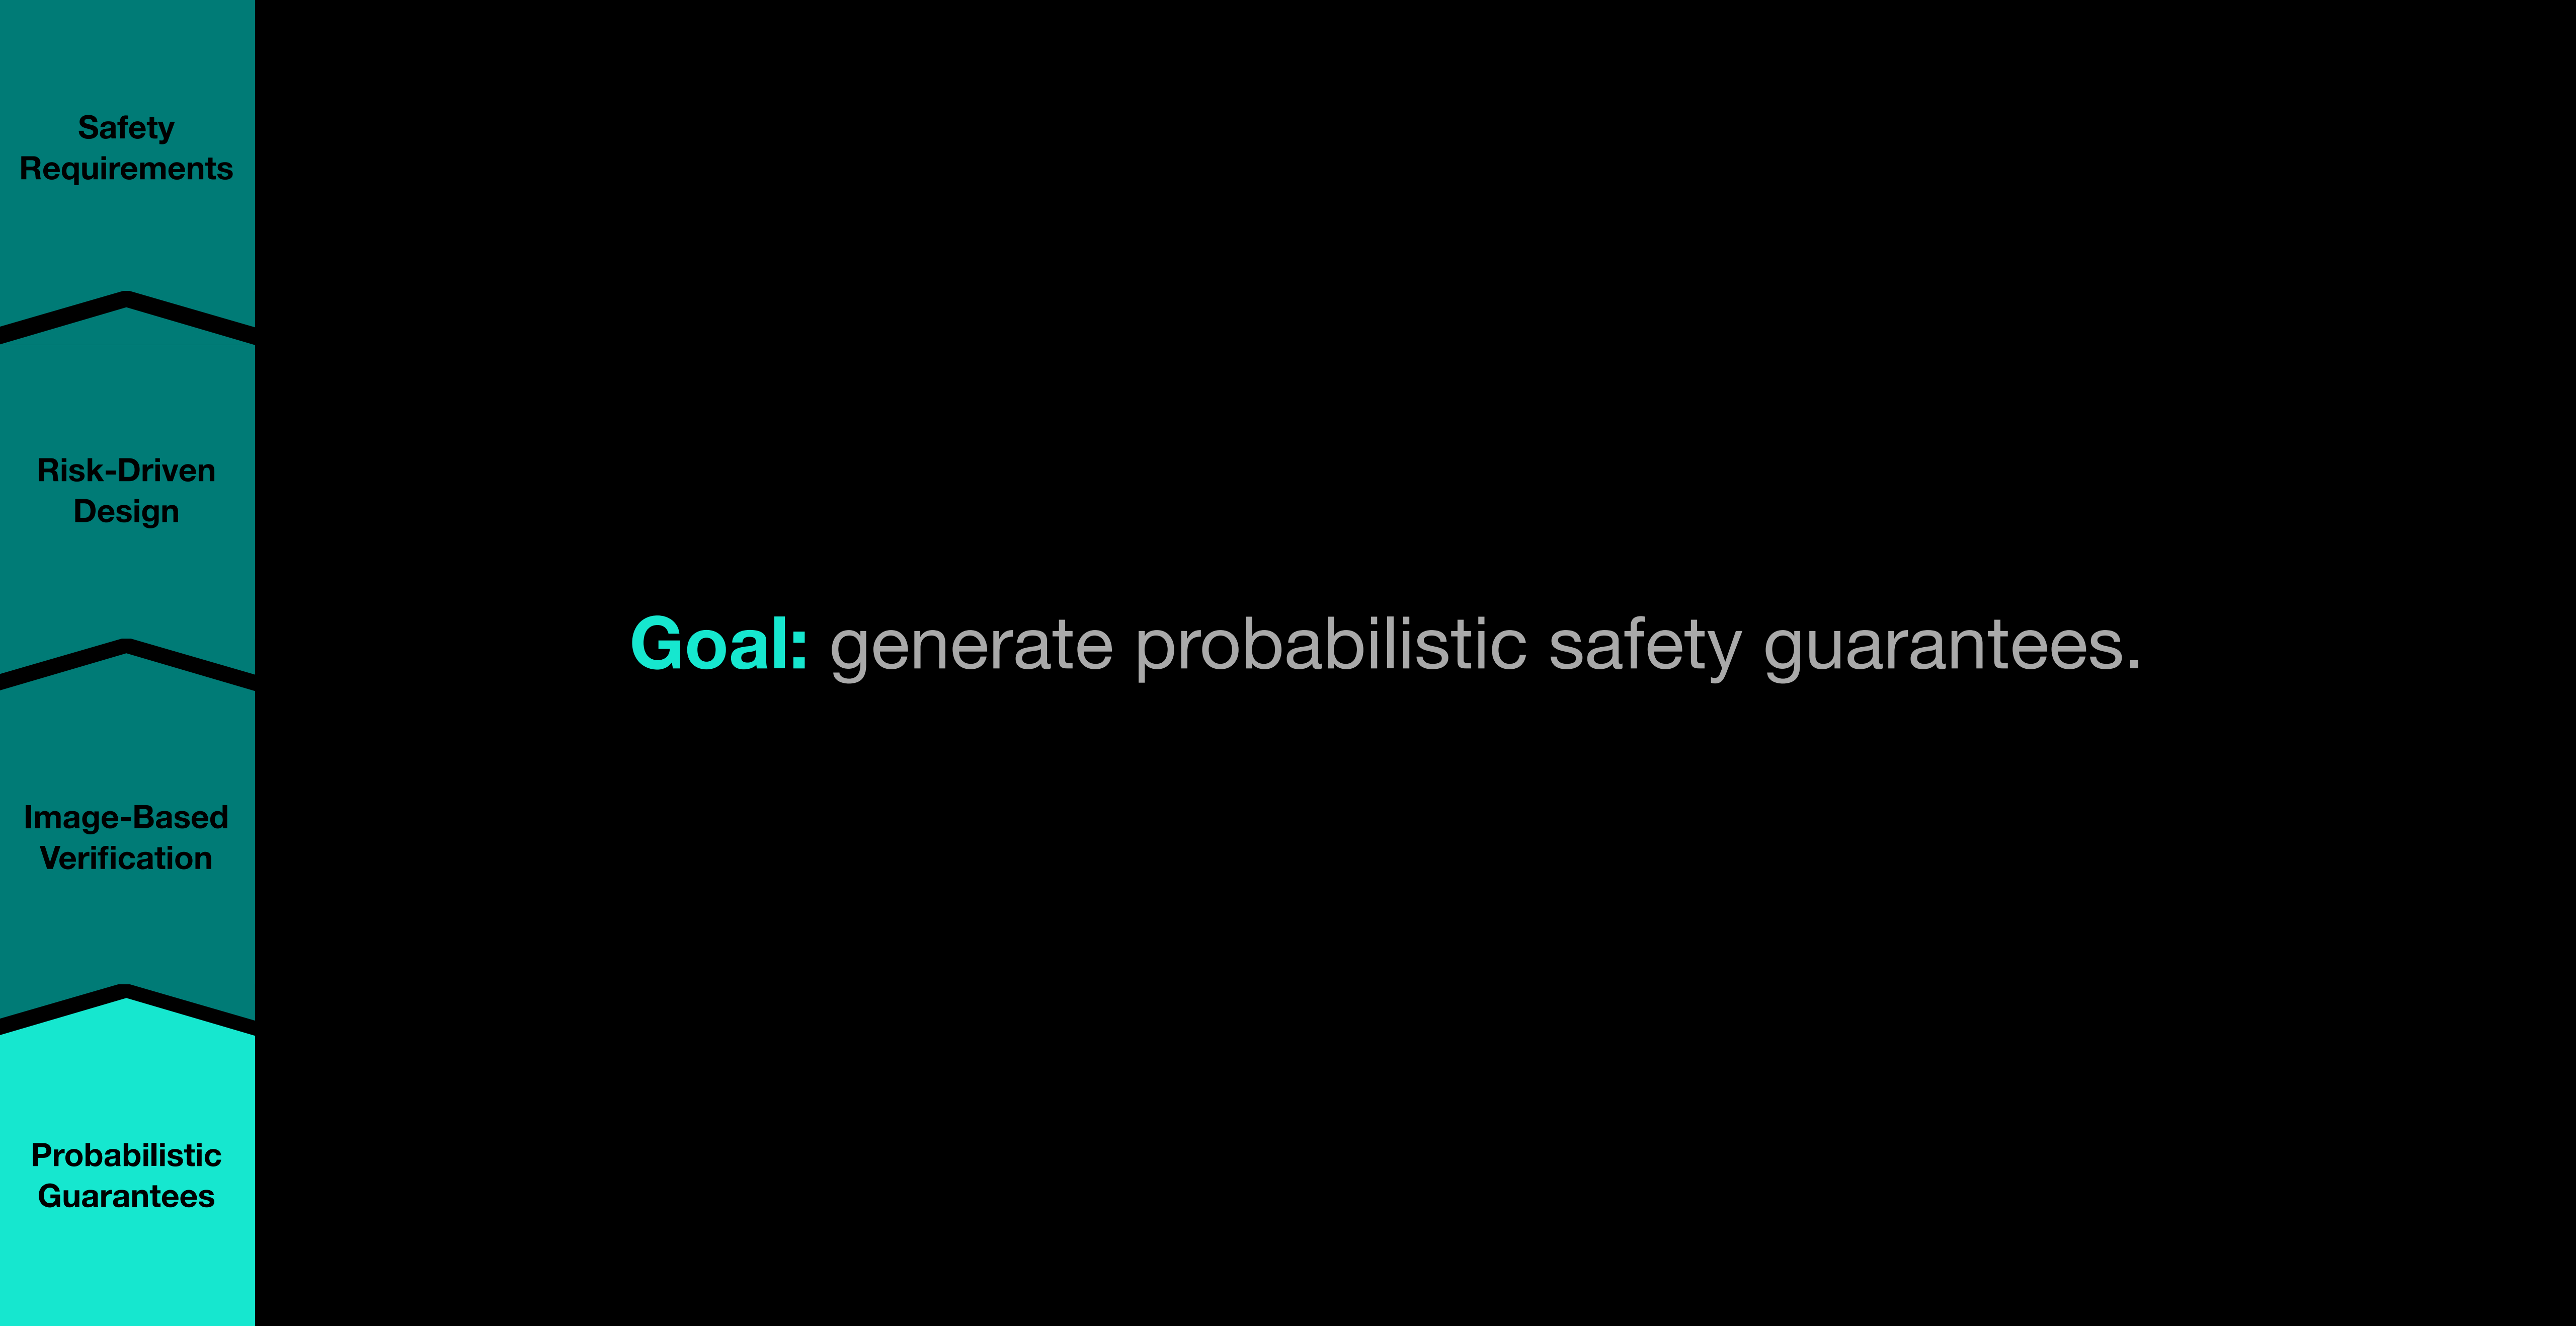 Safety
Requirements
Risk-Driven
Design
Image-Based
Verification
Probabilistic
Guarantees
Goal: generate probabilistic safety guarantees.